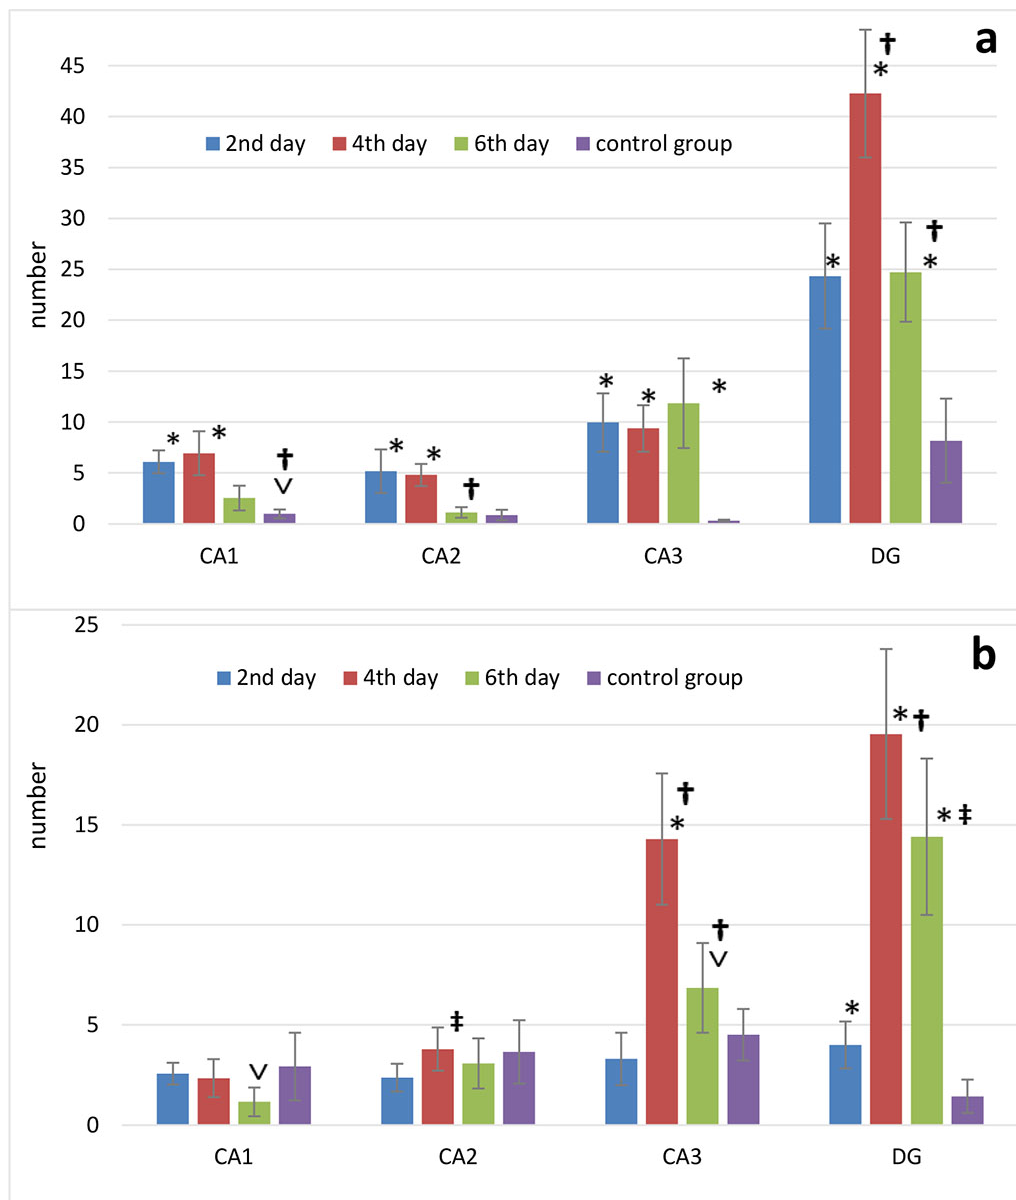 a
45
40
2nd day 4th day 6th day control group
35
30
25
20
15
10
5
0
number
* * † V * * † * * * * † * † *
CA1 CA2 CA3 DG
b
25
2nd day 4th day 6th day control group
20
15
10
5
0
number
V ‡ † * † V * * † * ‡
CA1 CA2 CA3 DG